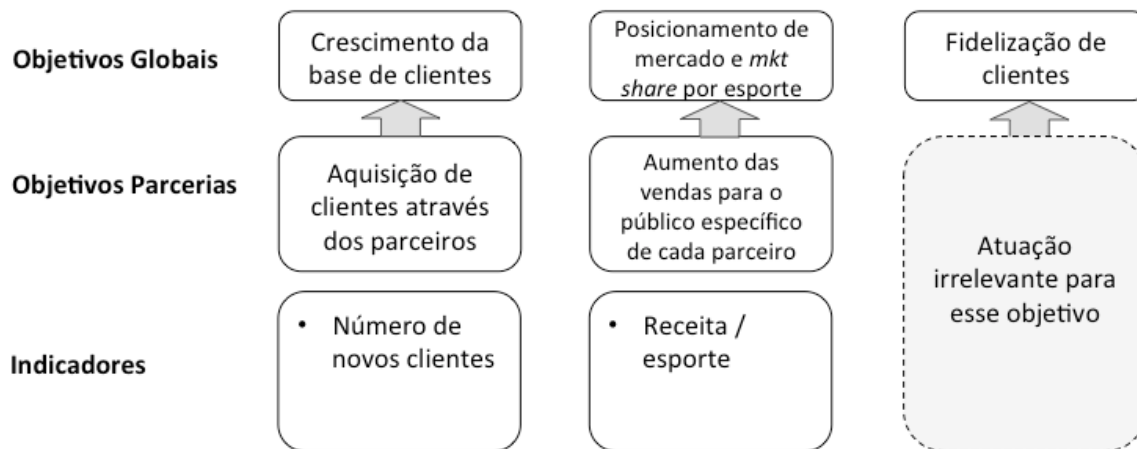 Objetivos Globais
Crescimento da
base de clientes
Posicionamento de
mercado e mkt
share por esporte
Fidelização de
clientes
Objetivos Parcerias
Aquisição de
clientes através
dos parceiros
Aumento das
vendas para o
público específico
de cada parceiro
Atuação
irrelevante para
esse objetivo
Indicadores
• Número de
novos clientes
• Receita /
esporte